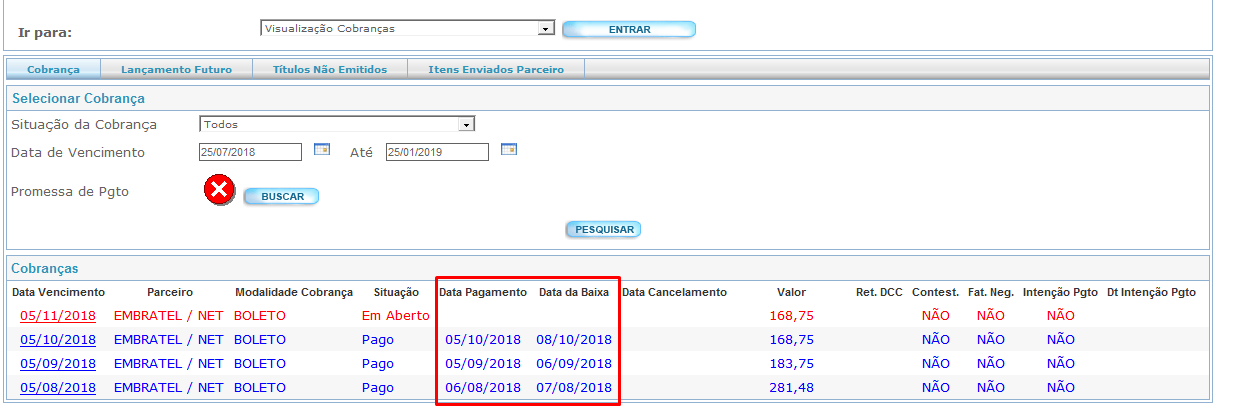 Ir para: Visualização Cobranças ENTRAR
Cobrança Lançamento Futuro Títulos Não Emitidos Itens Enviados Parceiro
Selecionar Cobrança
Situação da Cobrança Todos
Data de Vencimento 25/07/2018 Até 25/01/2019
Promessa de Pgto BUSCAR
PESQUISAR
Cobranças
Data Vencimento Parceiro Modalidade Cobrança Situação Data Pagamento Data da Baixa Data Cancelamento Valor Ret. DCC Contest. Fat. Neg. Intenção Pgto Dt Intenção Pgto
05/11/2018 EMBRATEL / NET BOLETO Em Aberto 168,75 NÃO NÃO NÃO
05/10/2018 EMBRATEL / NET BOLETO Pago 05/10/2018 08/10/2018 168,75 NÃO NÃO NÃO
05/09/2018 EMBRATEL / NET BOLETO Pago 05/09/2018 06/09/2018 183,75 NÃO NÃO NÃO
05/08/2018 EMBRATEL / NET BOLETO Pago 06/08/2018 07/08/2018 281,48 NÃO NÃO NÃO